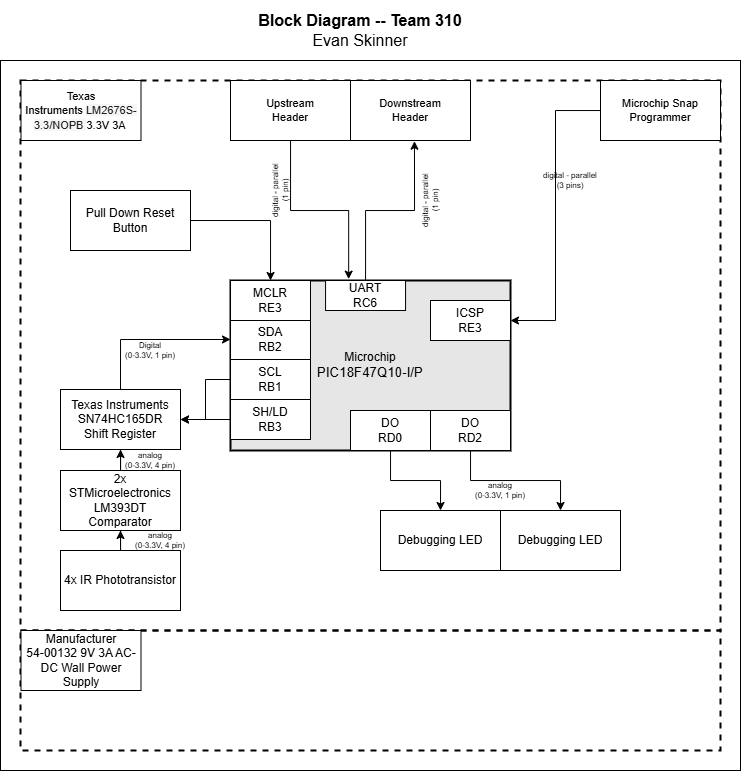 Block Diagram -- Team 310
Evan Skinner
Texas
Instruments LM2676S-
3.3/NOPB 3.3V 3A
Upstream
Header
Downstream
Header
Microchip Snap
Programmer
digital - parallel
(1 pin)
digital - parallel
(1 pin)
digital - parallel
(3 pins)
Pull Down Reset
Button
MCLR
RE3
UART
RC6
ICSP
RE3
SDA
RB2
Digital
(0-3.3V, 1 pin)
Microchip
PIC18F47Q10-I/P
SCL
RB1
Texas Instruments
SN74HC165DR
Shift Register
SH/LD
RB3
DO
RD0
DO
RD2
analog
(0-3.3V, 4 pin)
2x
STMicroelectronics
LM393DT
Comparator
analog
(0-3.3V, 1 pin)
analog
(0-3.3V, 4 pin)
Debugging LED
Debugging LED
4x IR Phototransistor
Manufacturer
54-00132 9V 3A AC-
DC Wall Power
Supply